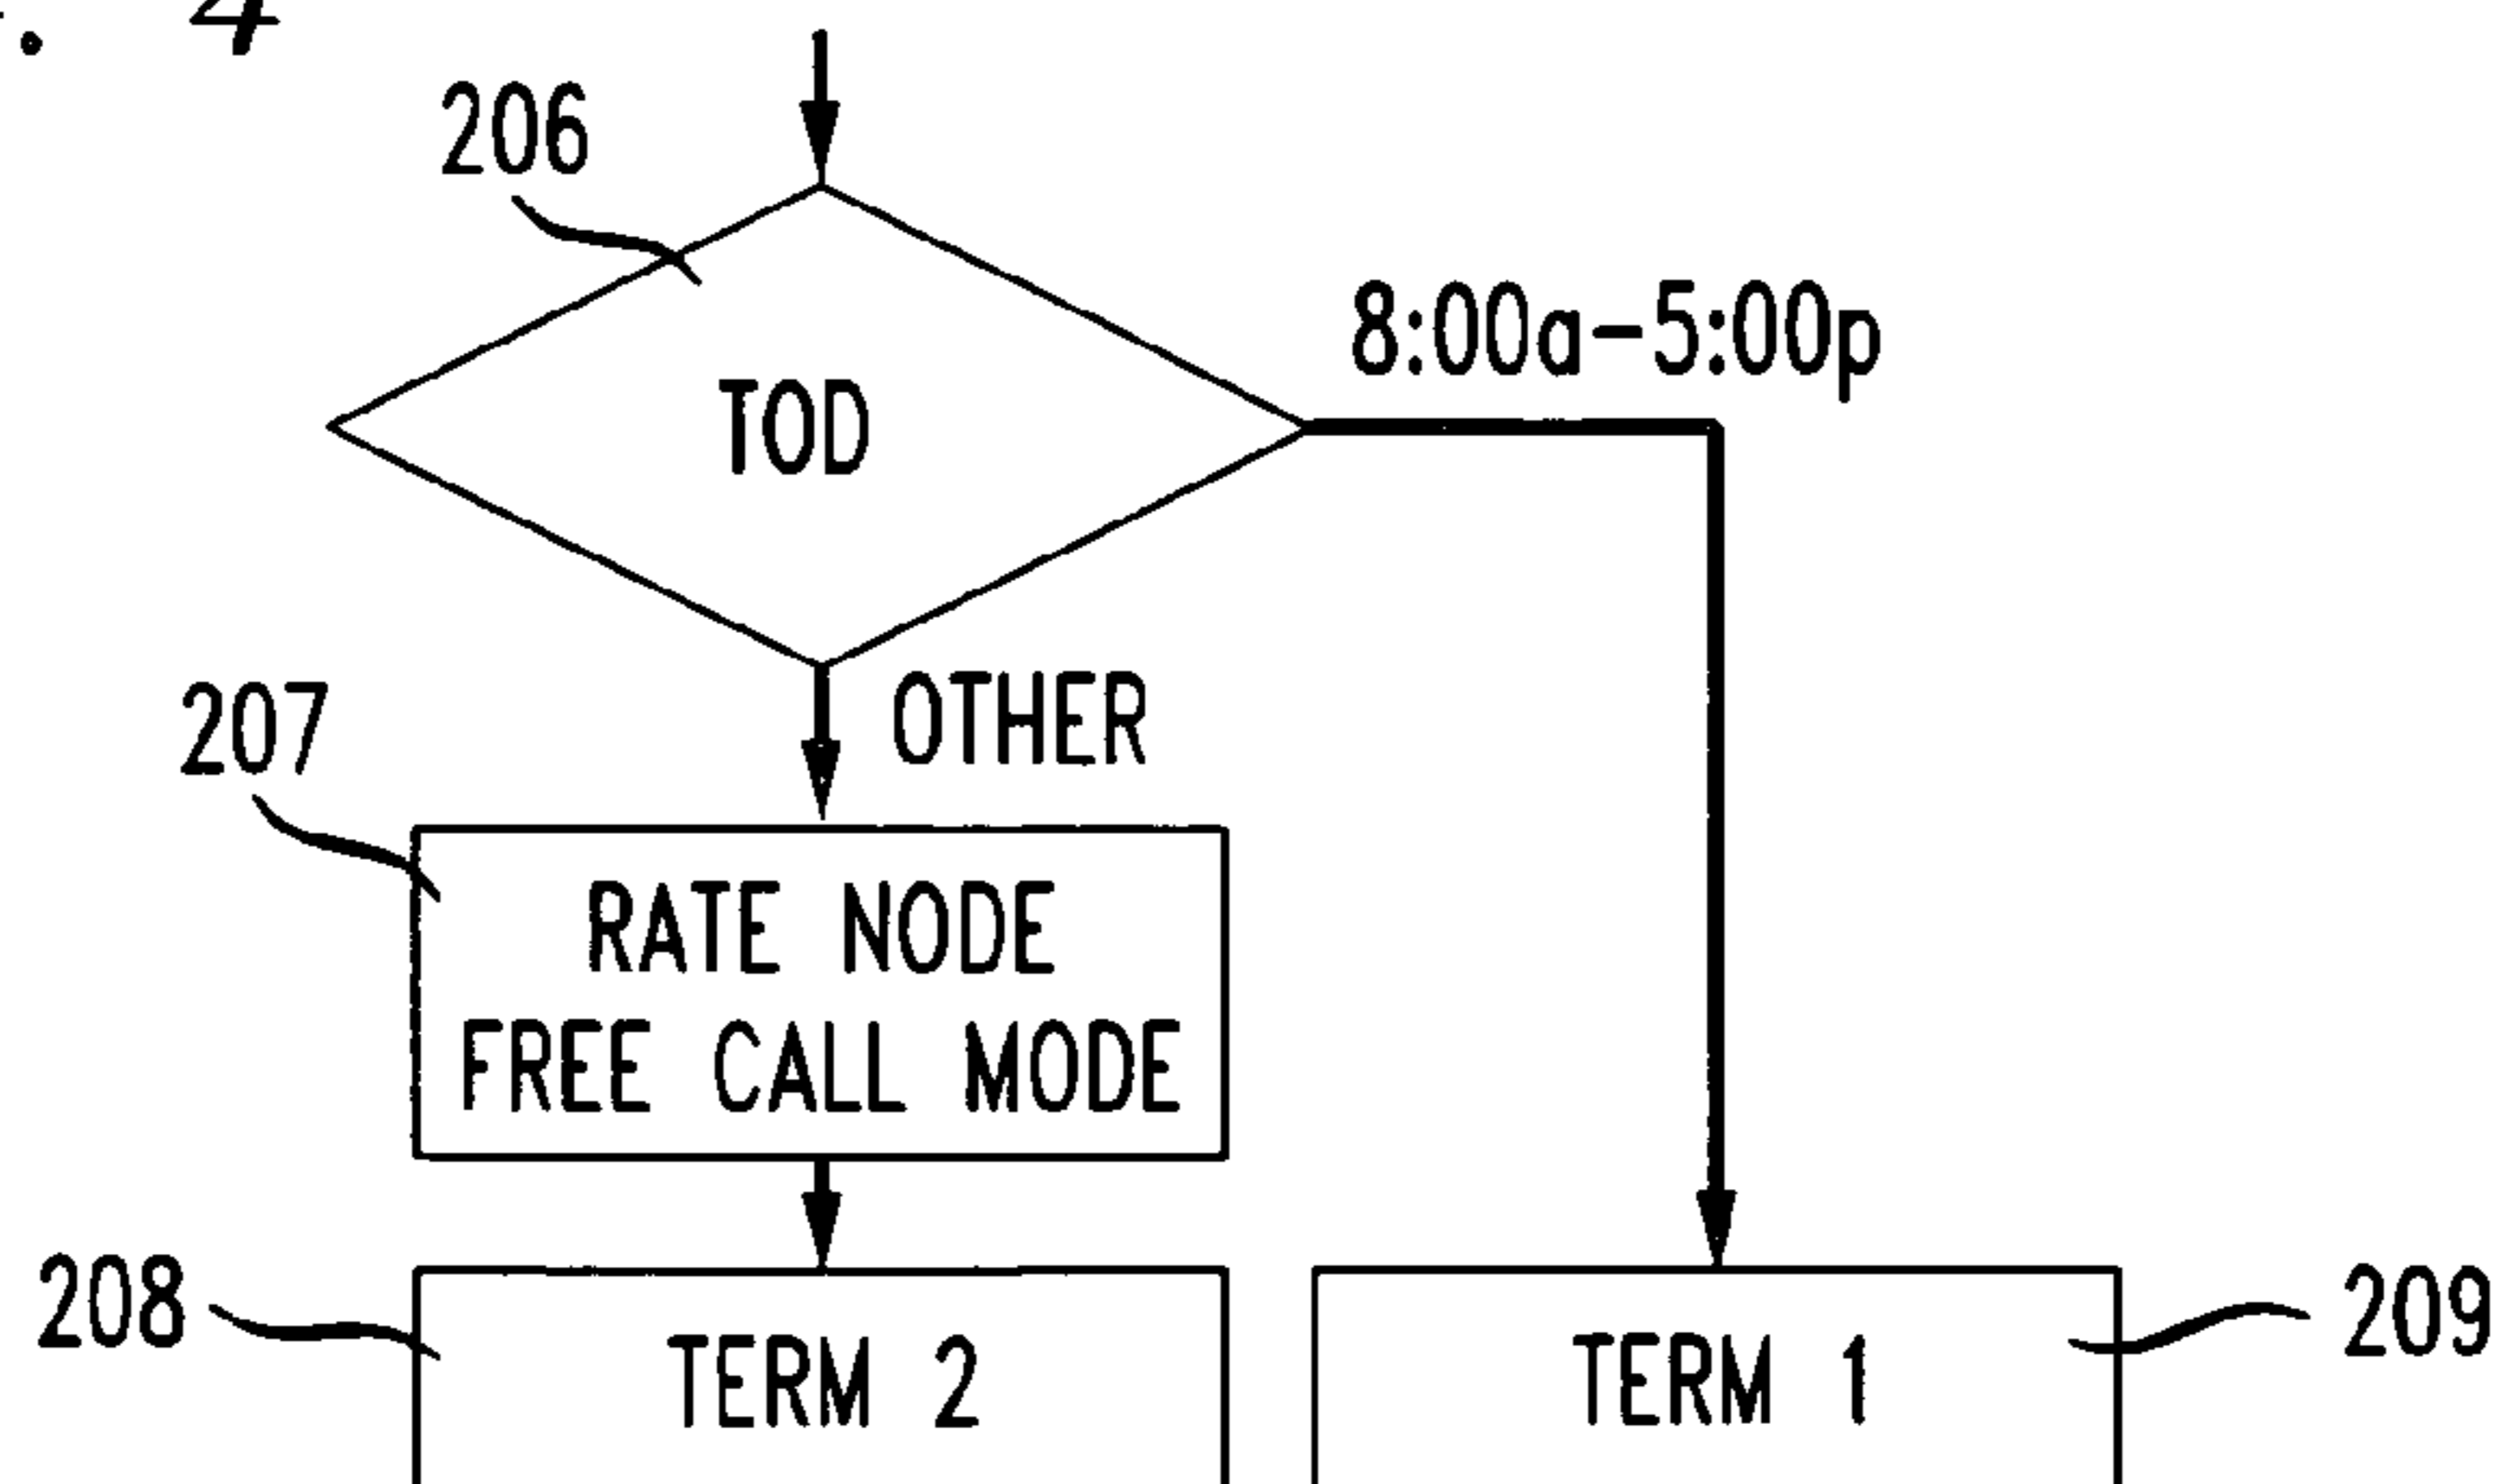 . 4
206
8:00a-5:00p
TOD
OTHER
207
RATE NODE
FREE CALL MODE
208
TERM 2
TERM 1
209